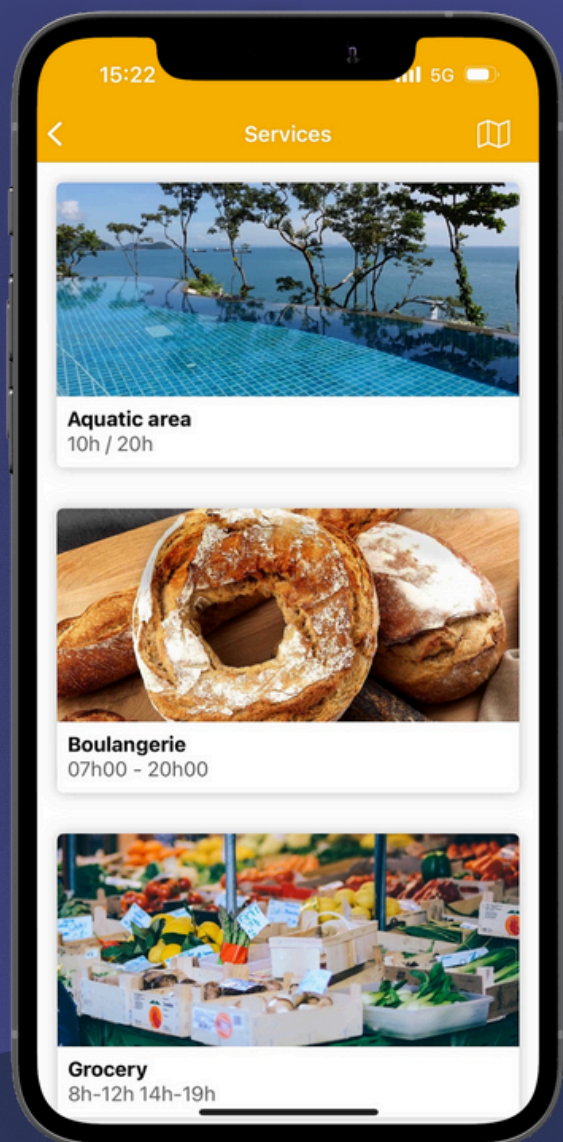 15:22
5G
Services
Aquatic area
10h / 20h
Boulangerie
07h00 - 20h00
Grocery
8h-12h 14h-19h